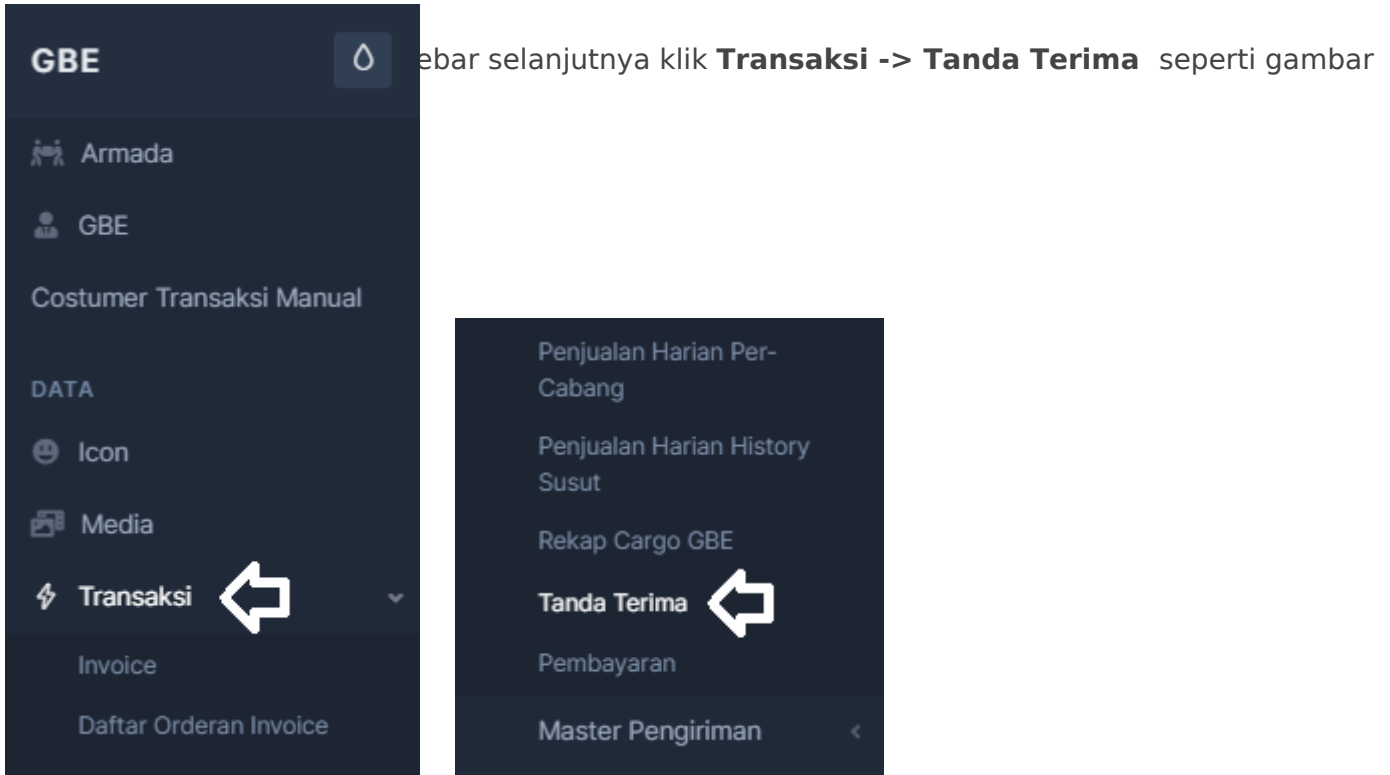 GBE
ebar selanjutnya klik Transaksi -> Tanda Terima seperti gambar
Armada
GBE
Costumer Transaksi Manual
DATA
Icon
Media
Transaksi
Invoice
Daftar Orderan Invoice
Penjualan Harian Per-
Cabang
Penjualan Harian History
Susut
Rekap Cargo GBE
Tanda Terima
Pembayaran
Master Pengiriman